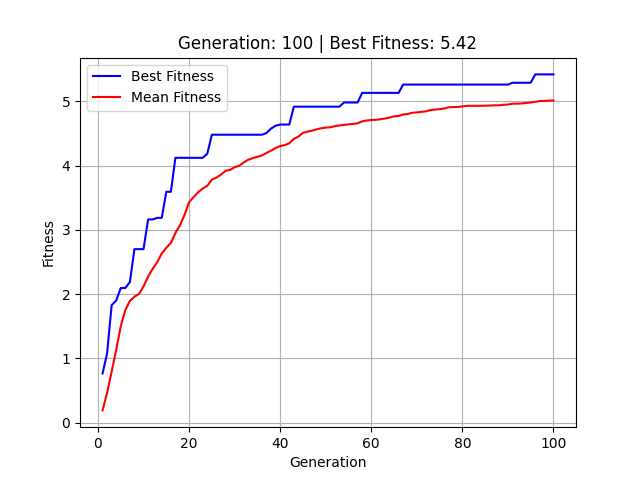 Generation: 100 | Best Fitness: 5.42
Best Fitness
Mean Fitness
5
4
3
2
1
0
Fitness
0 20 40 60 80 100
Generation